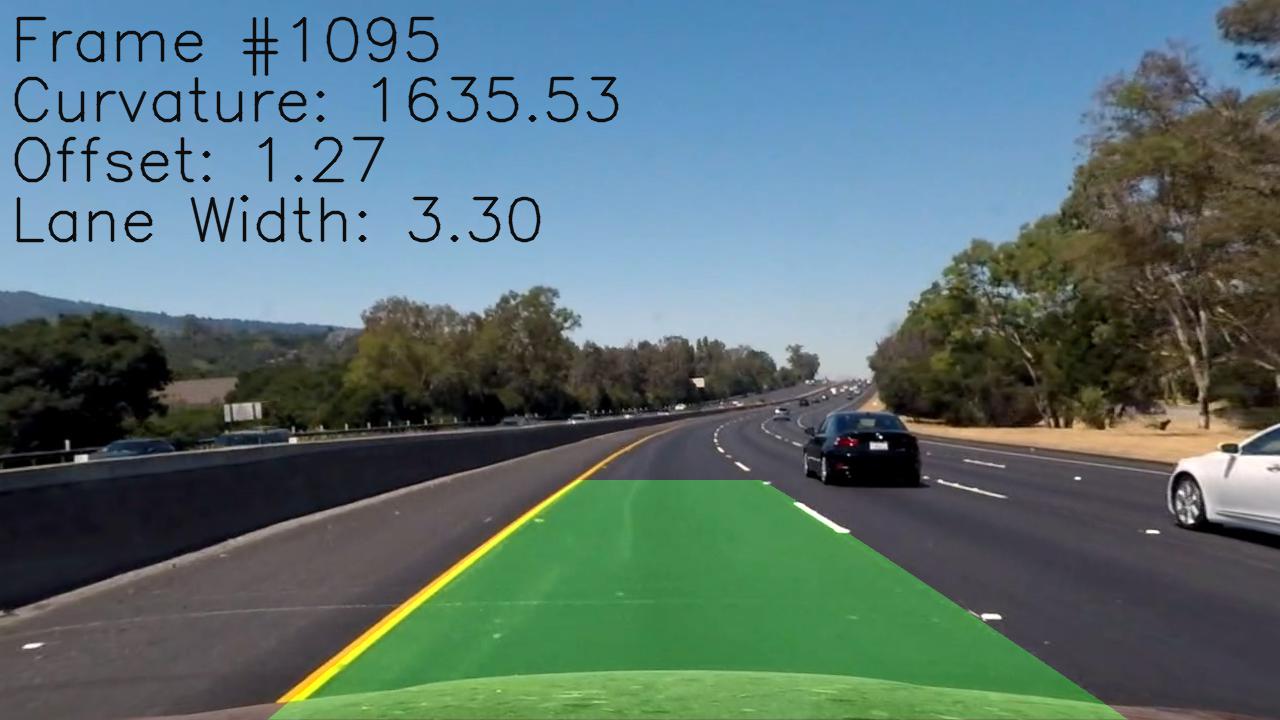 Frame #1095
Curvature: 1635.53
Offset: 1.27
Lane Width: 3.30